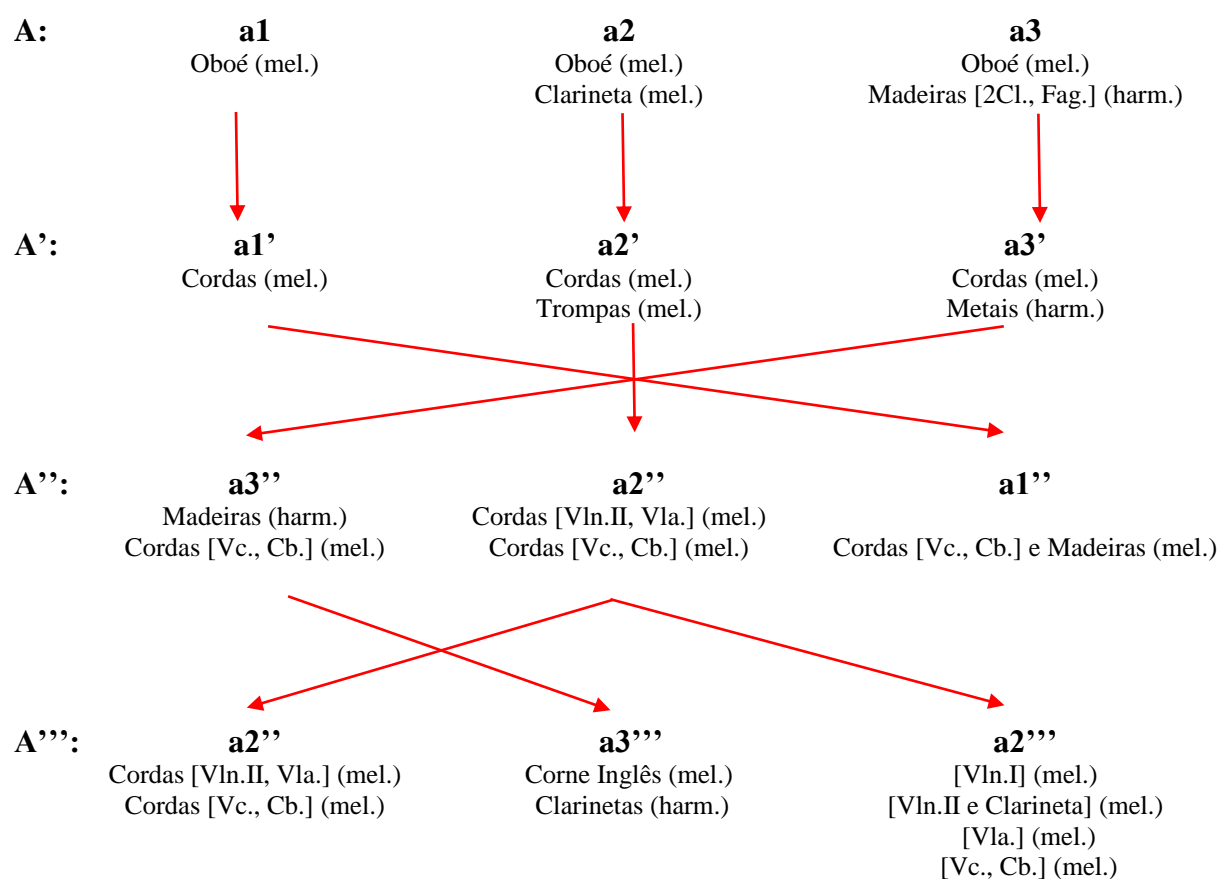 A: a1 a2 a3
Oboé (mel.) Oboé (mel.) Oboé (mel.)
Clarineta (mel.) Madeiras [2Cl., Fag.] (harm.)
A’: a1’ a2’ a3’
Cordas (mel.) Cordas (mel.) Cordas (mel.)
Trompas (mel.) Metais (harm.)
A’’: a3’’ a2’’ a1’’
Madeiras (harm.) Cordas [Vln.II, Vla.] (mel.)
Cordas [Vc., Cb.] (mel.) Cordas [Vc., Cb.] (mel.) Cordas [Vc., Cb.] e Madeiras (mel.)
A’’’: a2’’ a3’’’ a2’’’
Cordas [Vln.II, Vla.] (mel.) Corne Inglês (mel.) [Vln.I] (mel.)
Cordas [Vc., Cb.] (mel.) Clarinetas (harm.) [Vln.II e Clarineta] (mel.)
[Vla.] (mel.)
[Vc., Cb.] (mel.)